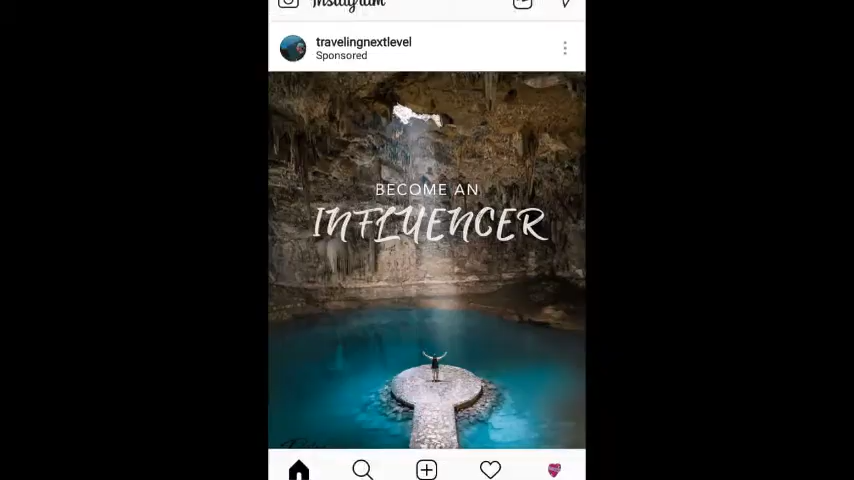 Instagram
travelingnextlevel
Sponsored
BECOME AN
INFLUENCER